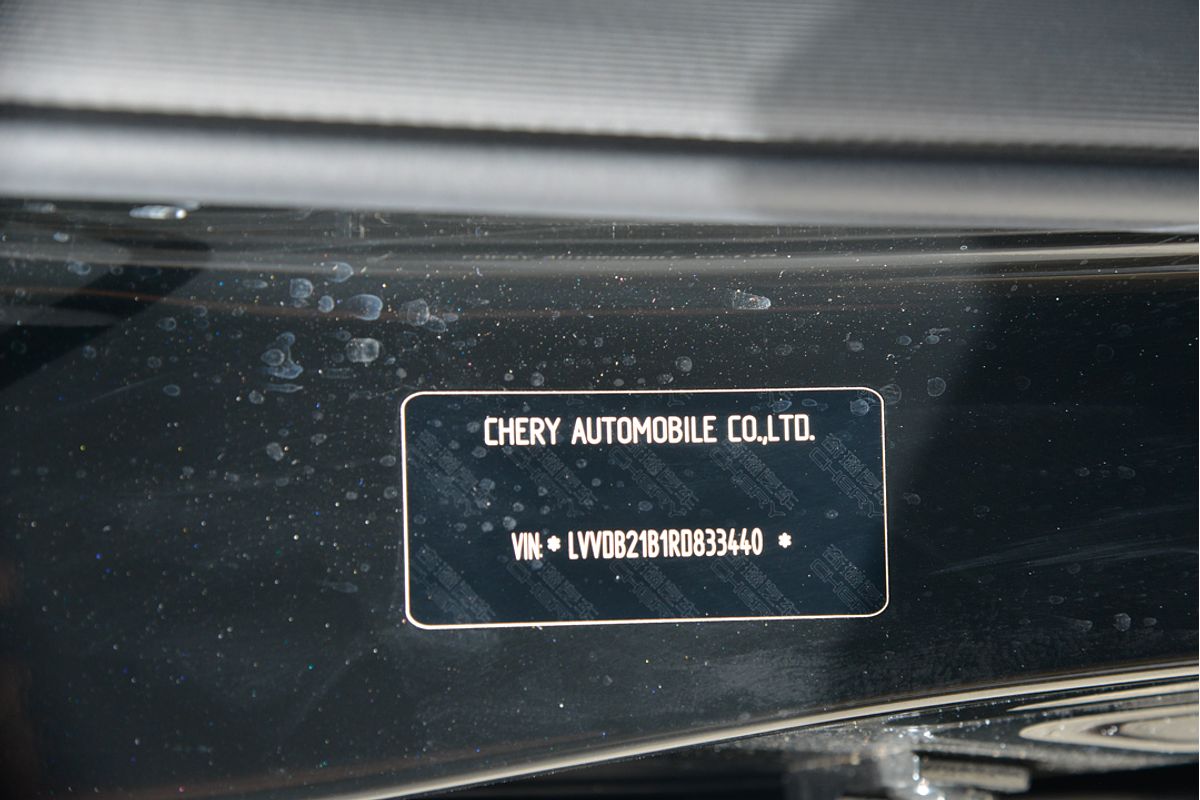 CHERY AUTOMOBILE CO.,LTD.
VIN: * LVVDB21B1RD833440 *